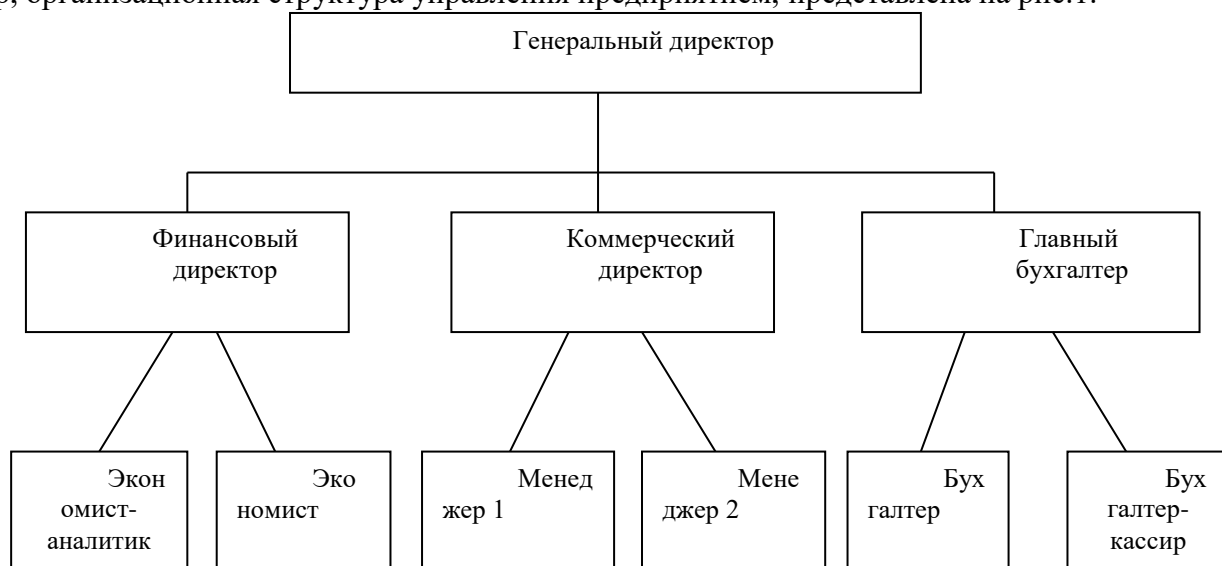 организационная структура управления предприятием, представлена на рис.1.
Генеральный директор
Финансовый
директор
Коммерческий
директор
Главный
бухгалтер
Экон
омист-
аналитик
Эко
номист
Менед
жер 1
Мене
джер 2
Бух
галтер
Бух
галтер-
кассир